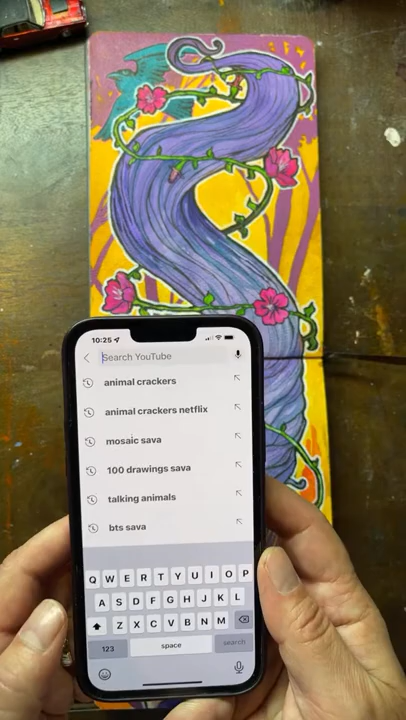 10:25
Search YouTube
animal crackers
animal crackers netflix
mosaic sava
100 drawings sava
talking animals
bts sava
Q W E R T Y U I O P
A S D F G H J K L
Z X C V B N M
123 space search